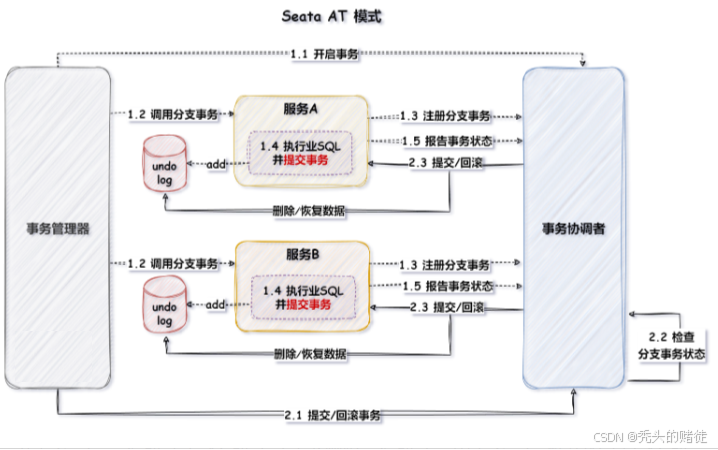 Seata AT 模式
1.1 开启事务
1.2 调用分支事务
服务A
1.3 注册分支事务
1.4 执行业SQL
并提交事务
1.5 报告事务状态
add
undo
log
2.3 提交/回滚
删除/恢复数据
事务管理器
事务协调者
1.2 调用分支事务
服务B
1.3 注册分支事务
1.4 执行业SQL
并提交事务
1.5 报告事务状态
add
undo
log
2.3 提交/回滚
删除/恢复数据
2.2 检查
分支事务状态
2.1 提交/回滚事务
CSDN @秃头的赌徒